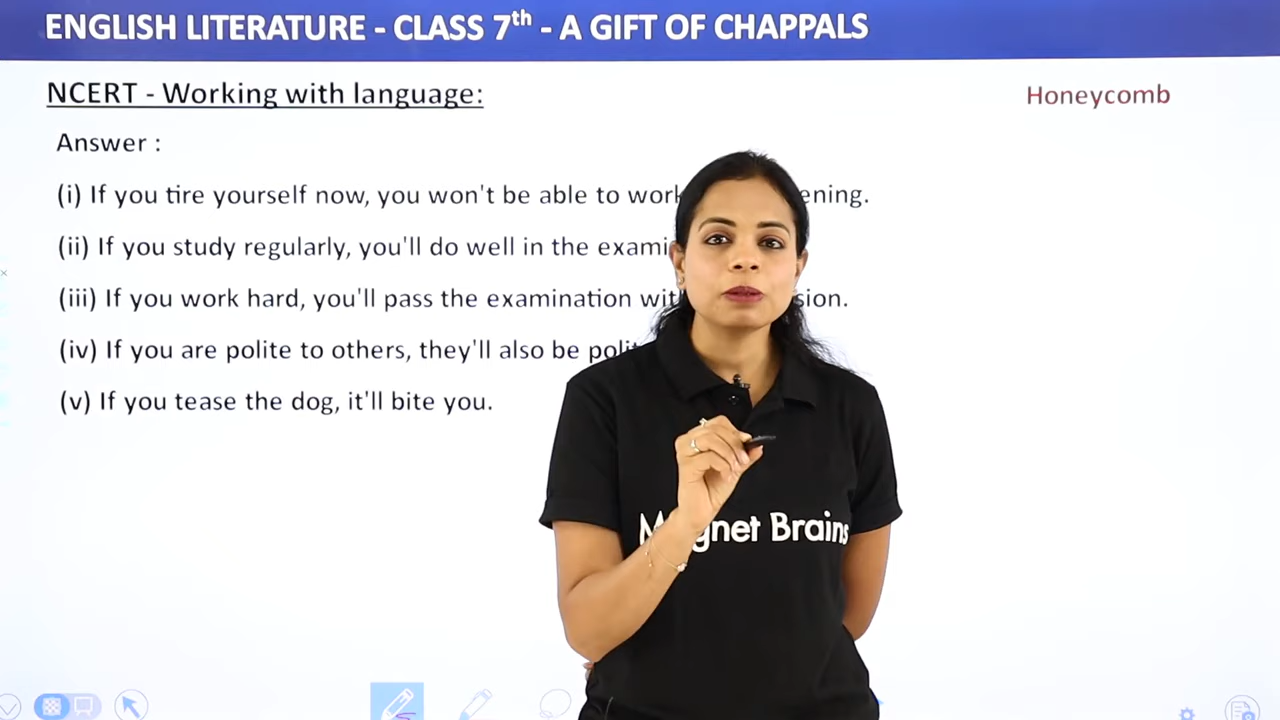 ENGLISH LITERATURE - CLASS 7th - A GIFT OF CHAPPALS
NCERT - Working with language:
Honeycomb
Answer :
(i) If you tire yourself now, you won't be able to work
(ii) If you study regularly, you'll do well in the
(iii) If you work hard, you'll pass the examination
(iv) If you are polite to others, they'll also be
(v) If you tease the dog, it'll bite you.
Brains